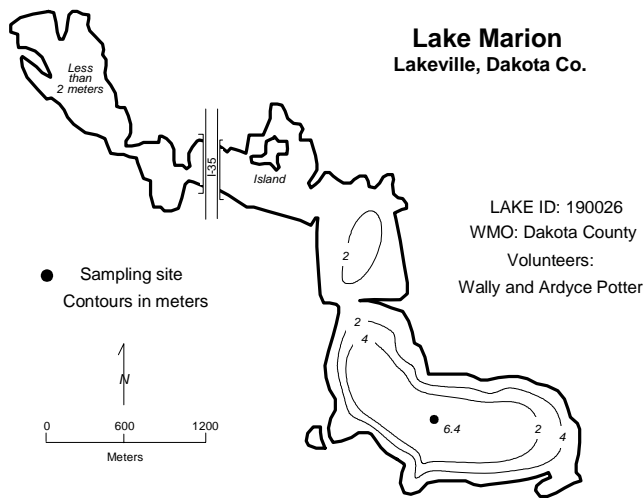 Lake Marion
Lakeville, Dakota Co.
Less
than
2 meters
I-35
Island
LAKE ID: 190026
WMO: Dakota County
Volunteers:
Wally and Ardyce Potter
2
Sampling site
Contours in meters
2
4
N
6.4
2
4
0
600
1200
Meters